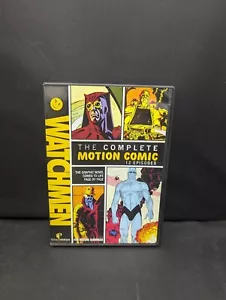 WATCHMEN
THE COMPLETE
MOTION COMIC
12 EPISODES
THE GRAPHIC NOVEL
COMES TO LIFE
PAGE BY PAGE